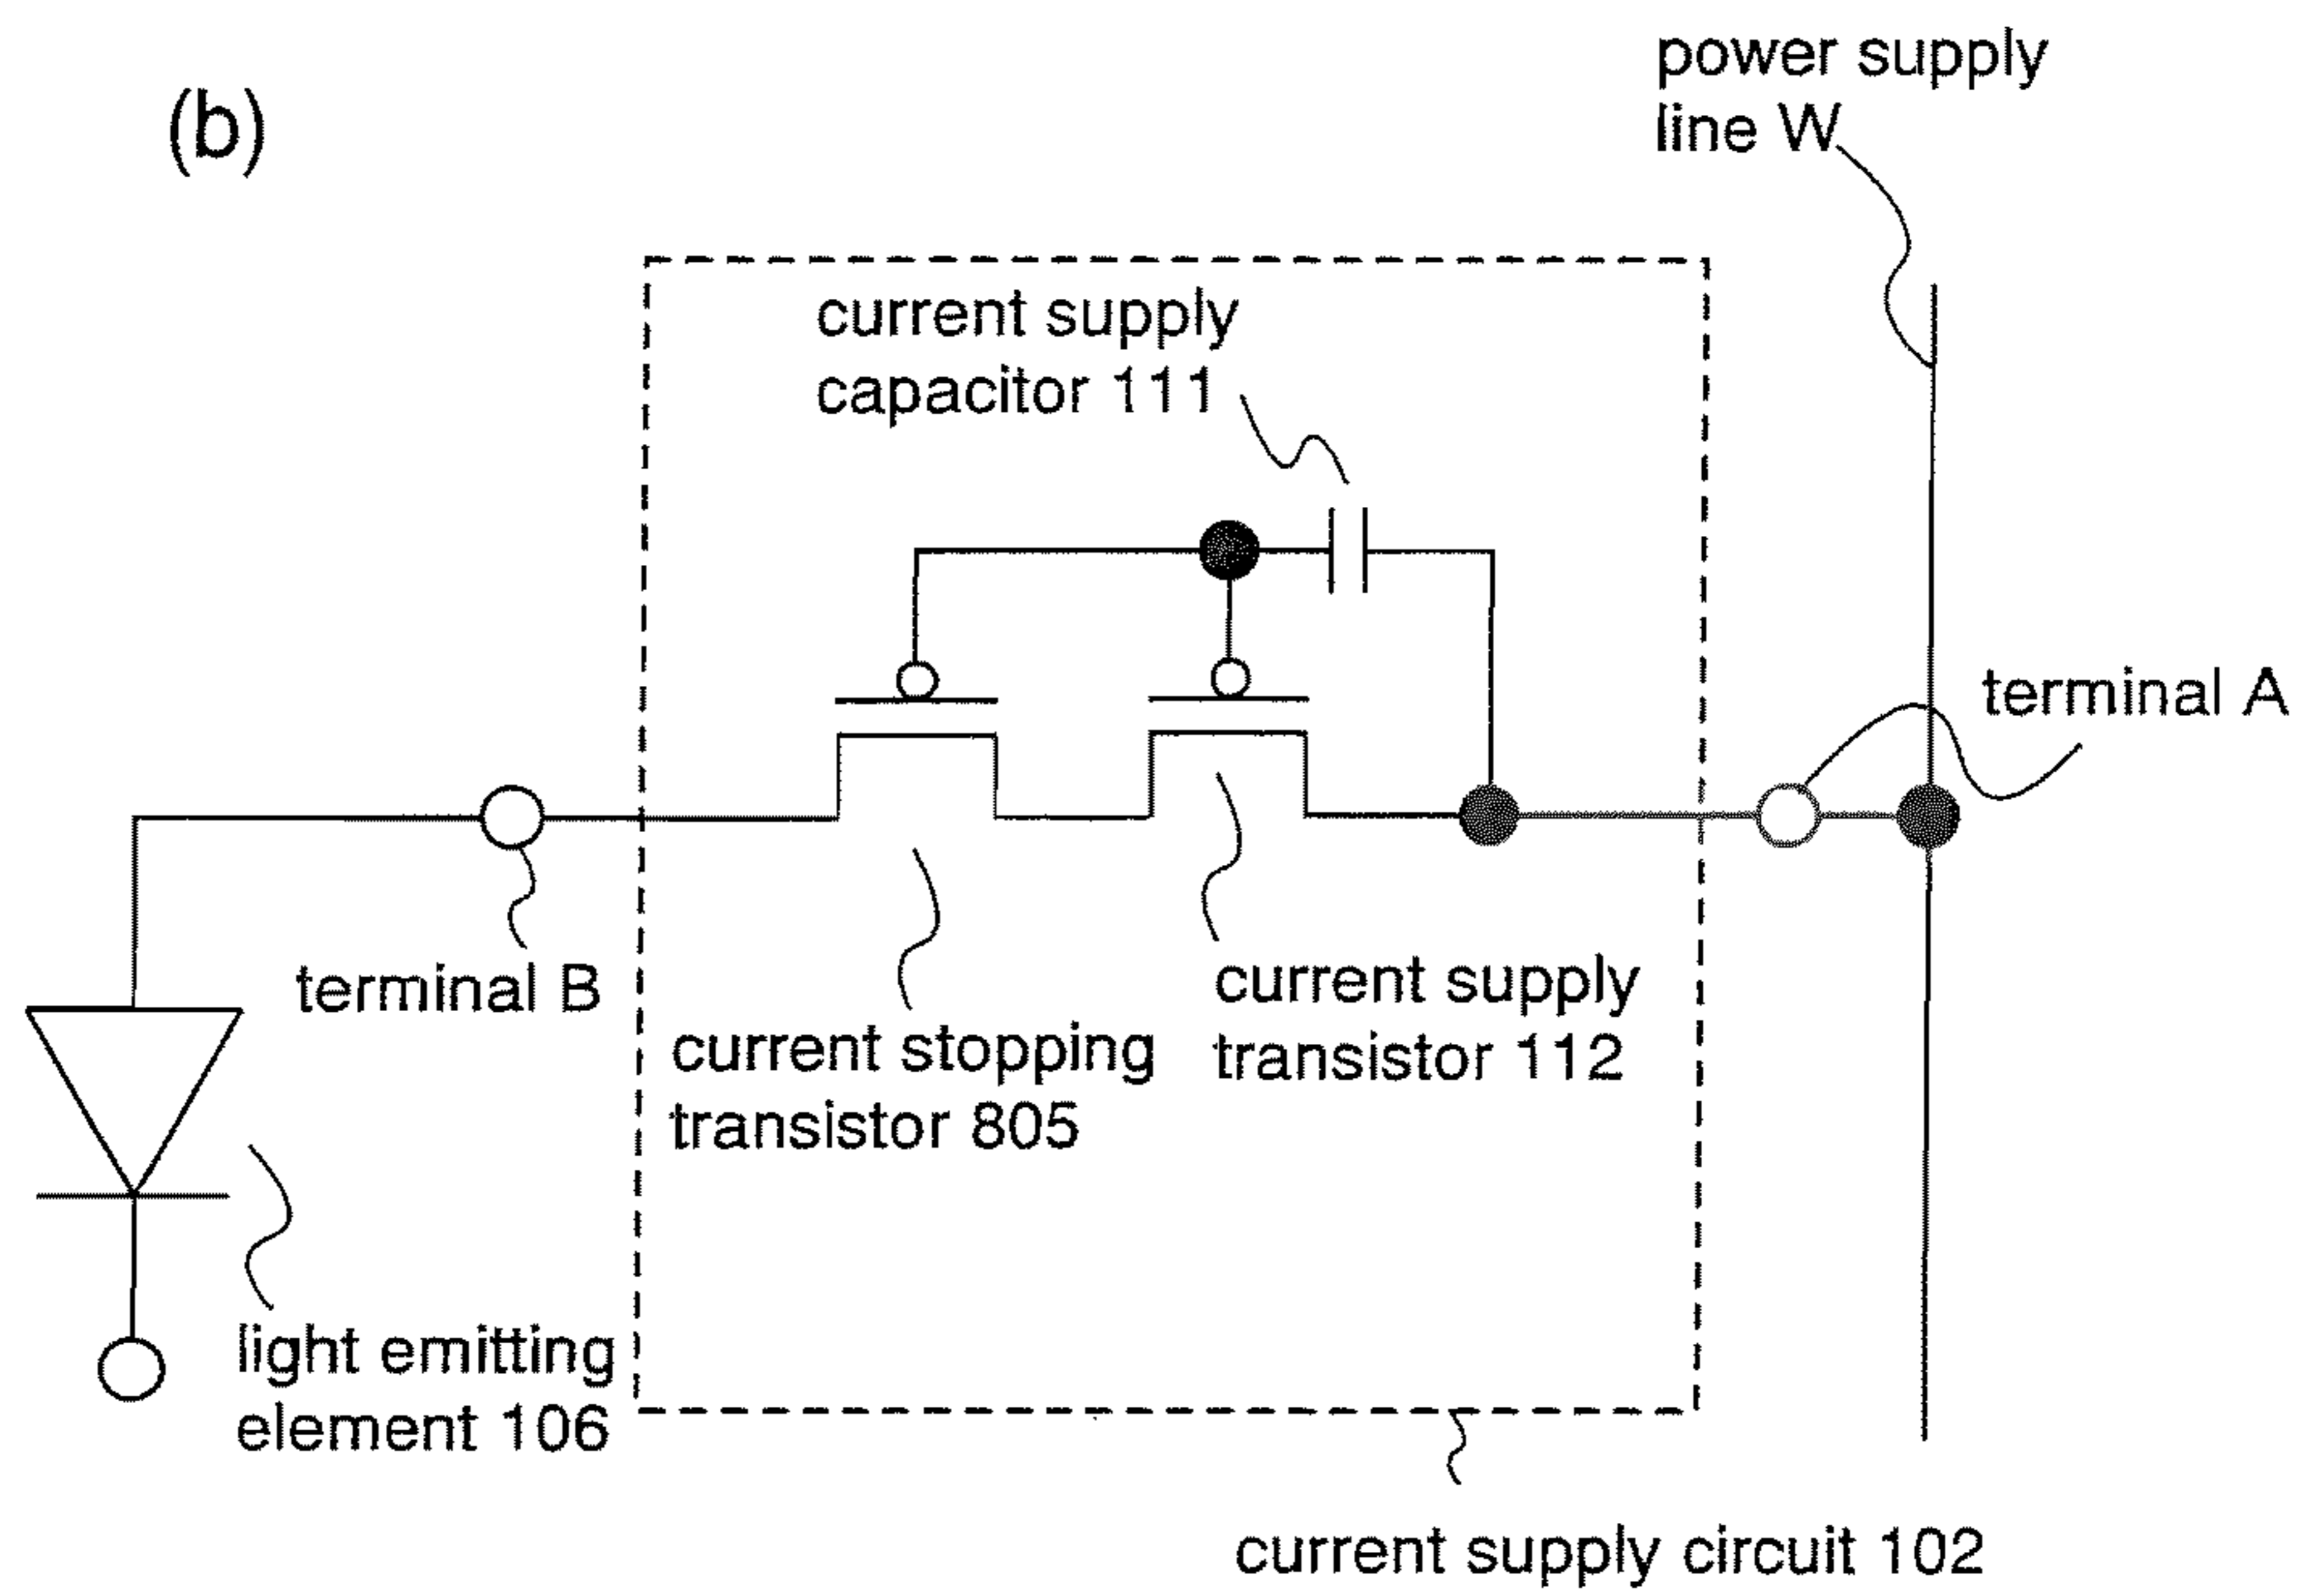 (b)
power supply
line W
current supply
capacitor 111
terminal A
terminal B
current supply
transistor 112
current stopping
transistor 805
light emitting
element 106
current supply circuit 102